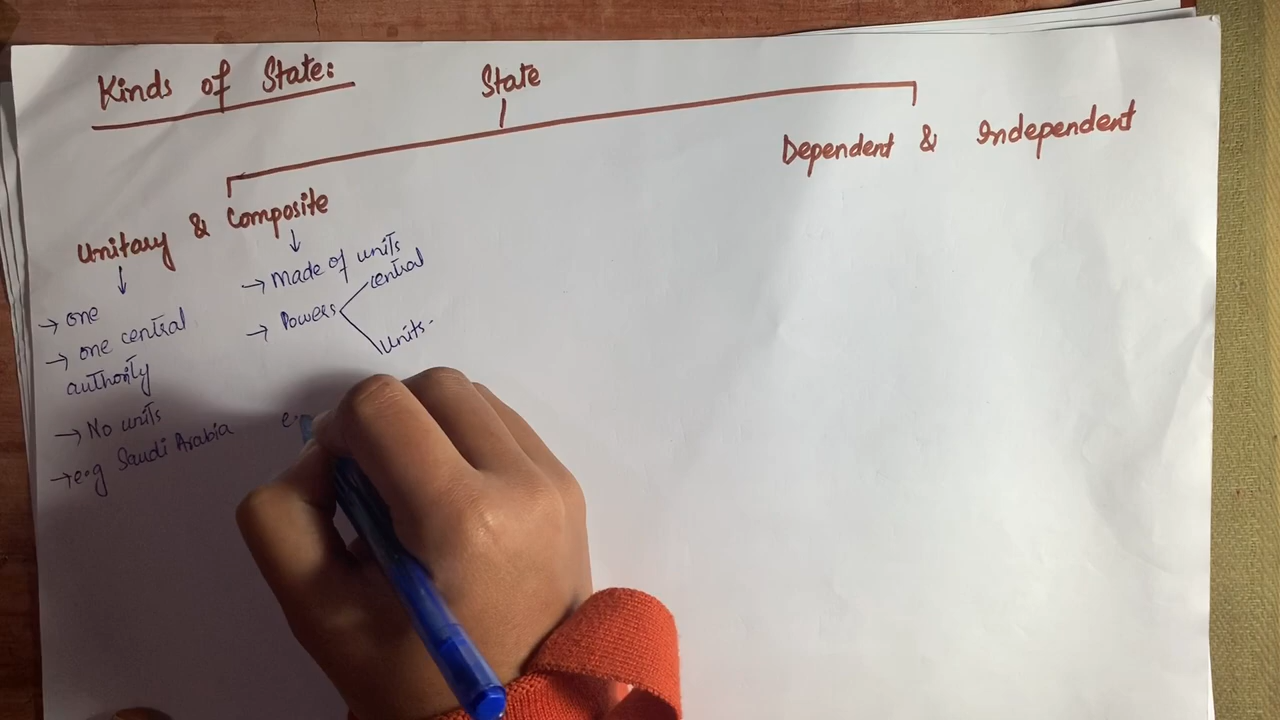 Kinds of State:
State
Dependent & Independent
Unitary & Composite
→ one
→ one central
authority
→ No units
→ e.g Saudi Arabia
→ Made of units
→ Powers
central
units.
e.